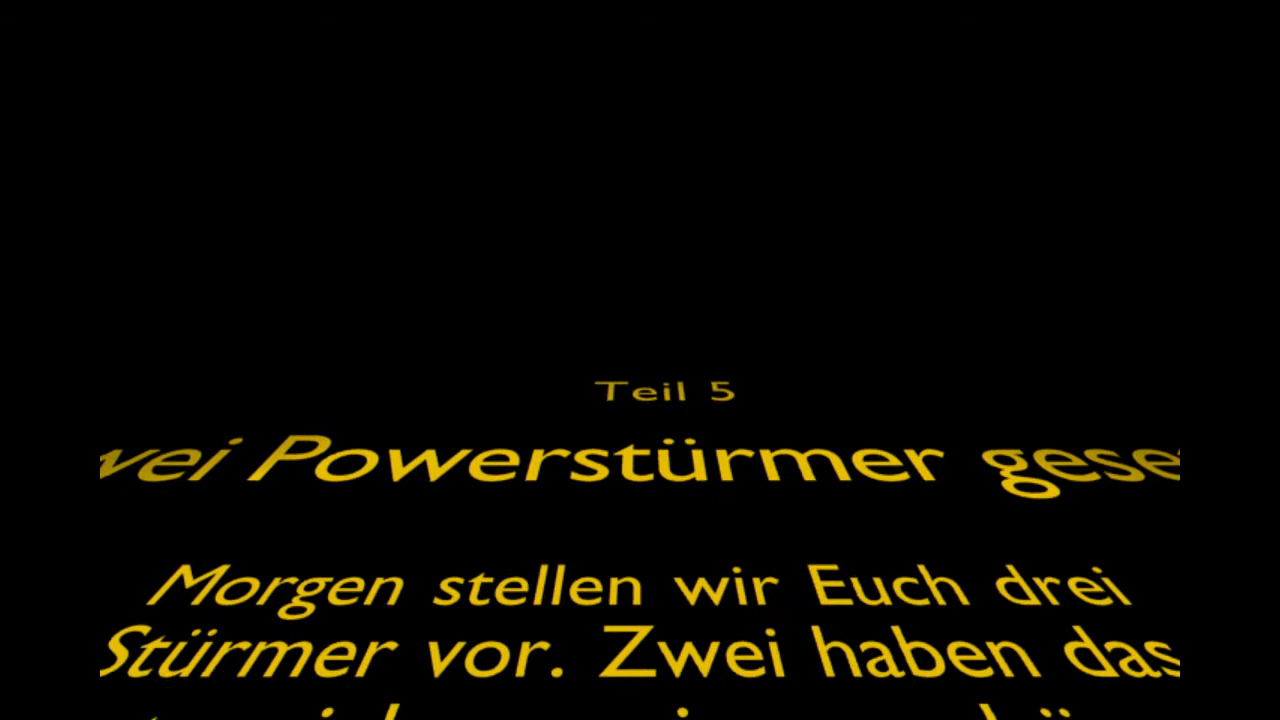 Teil 5
Powerstürmer
Morgen stellen wir Euch drei
Stürmer vor. Zwei haben das